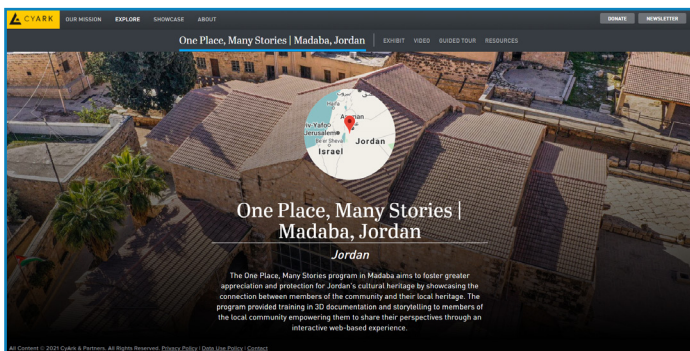 CYARK OUR MISSION EXPLORE SHOWCASE ABOUT DONATE NEWSLETTER
One Place, Many Stories | Madaba, Jordan EXHIBIT VIDEO GUIDED TOUR RESOURCES
Haifa
Amman
Jerusalem
Be'er Sheva
Jordan
Israel
One Place, Many Stories |
Madaba, Jordan
Jordan
The One Place, Many Stories program in Madaba aims to foster greater
appreciation and protection for Jordan's cultural heritage by showcasing the
connection between members of the community and their local heritage. The
program provided training in 3D documentation and storytelling to members
of the local community empowering them to share their perspectives through an
interactive web-based experience.
All Content © 2021 CyArk & Partners. All Rights Reserved. Privacy Policy | Data Use Policy | Contact